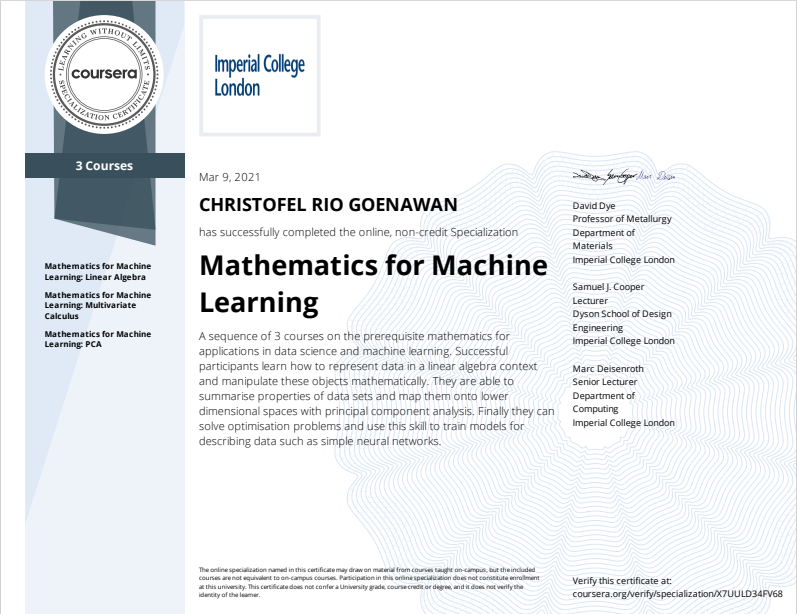 LEARNING WITHOUT LIMITS
coursera
SPECIALIZATION CERTIFICATE
3 Courses
Mathematics for Machine
Learning: Linear Algebra
Mathematics for Machine
Learning: Multivariate
Calculus
Mathematics for Machine
Learning: PCA
Imperial College
London
Mar 9, 2021
CHRISTOFEL RIO GOENAWAN
has successfully completed the online, non-credit Specialization
Mathematics for Machine
Learning
A sequence of 3 courses on the prerequisite mathematics for
applications in data science and machine learning. Successful
participants learn how to represent data in a linear algebra context
and manipulate these objects mathematically. They are able to
summarise properties of data sets and map them onto lower
dimensional spaces with principal component analysis. Finally they can
solve optimisation problems and use this skill to train models for
describing data such as simple neural networks.
David Dye
Professor of Metallurgy
Department of
Materials
Imperial College London
Samuel J. Cooper
Lecturer
Dyson School of Design
Engineering
Imperial College London
Marc Deisenroth
Senior Lecturer
Department of
Computing
Imperial College London
The online specialization named in this certificate may draw on material from courses taught on-campus, but the included
courses are not equivalent to on-campus courses. Participation in this online specialization does not constitute enrollment
at this university. This certificate does not confer a University grade, course credit or degree, and it does not verify the
identity of the learner.
Verify this certificate at:
coursera.org/verify/specialization/X7UULD34FV68